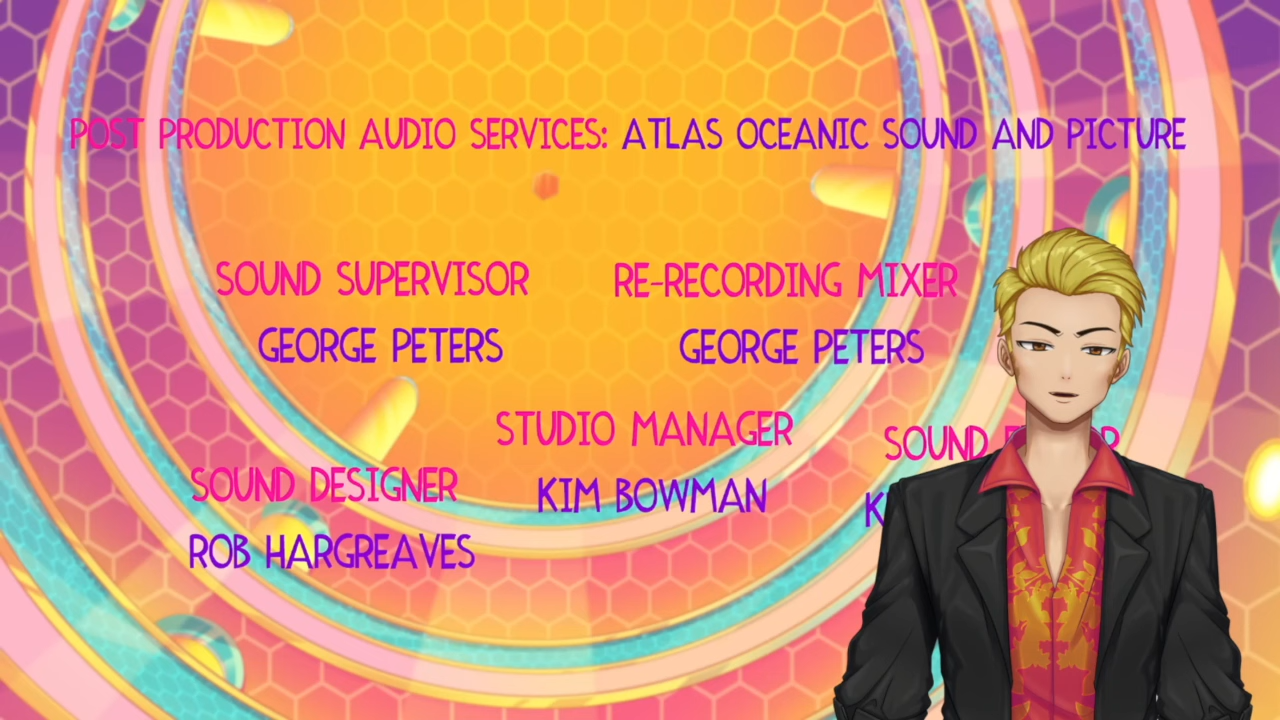 POST PRODUCTION AUDIO SERVICES: ATLAS OCEANIC SOUND AND PICTURE
SOUND SUPERVISOR
GEORGE PETERS
RE-RECORDING MIXER
GEORGE PETERS
SOUND DESIGNER
ROB HARGREAVES
STUDIO MANAGER
KIM BOWMAN
SOUND